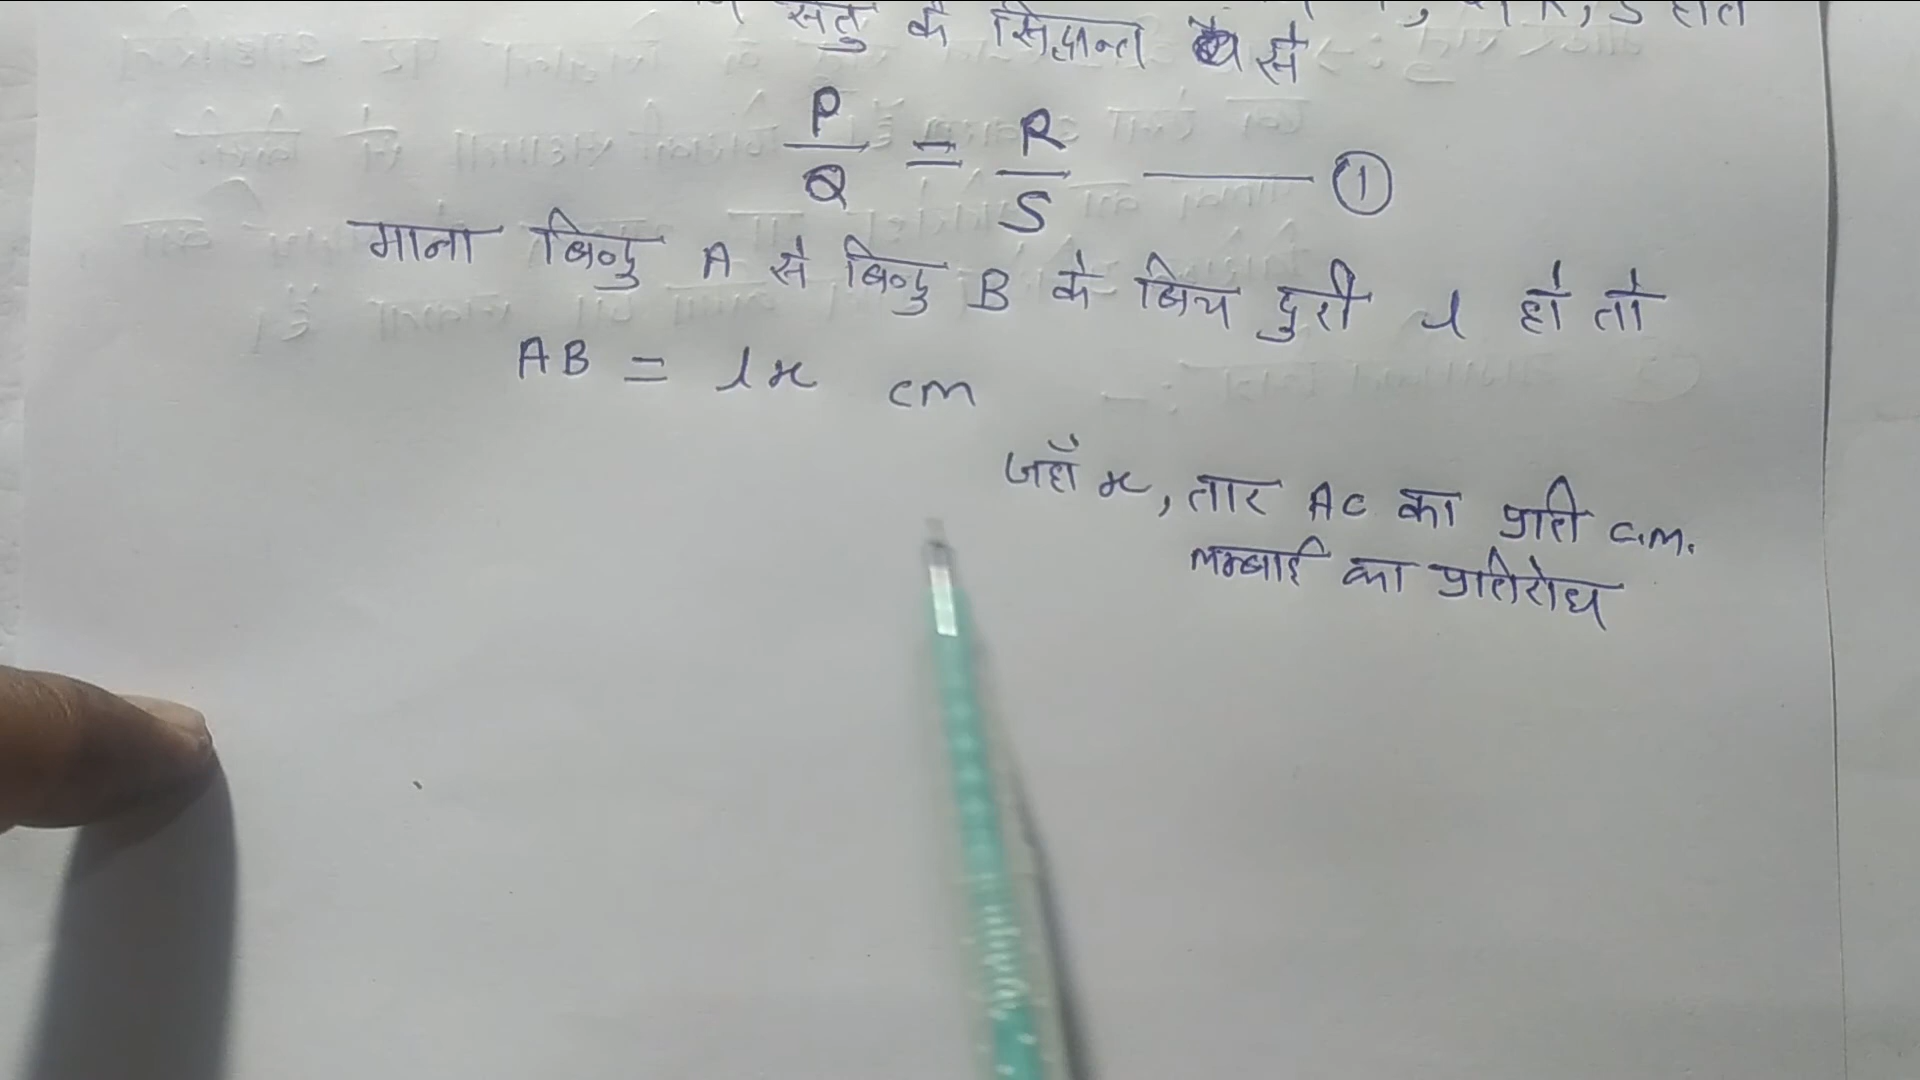 सेतु के सिद्धान्त से
P/Q = R/S ——— ①
माना बिन्दु A से बिन्दु B के बिच दुरी l हो तो
AB = lx cm
जहाँ x, तार AC का प्रति c.m.
लम्बाई का प्रतिरोध